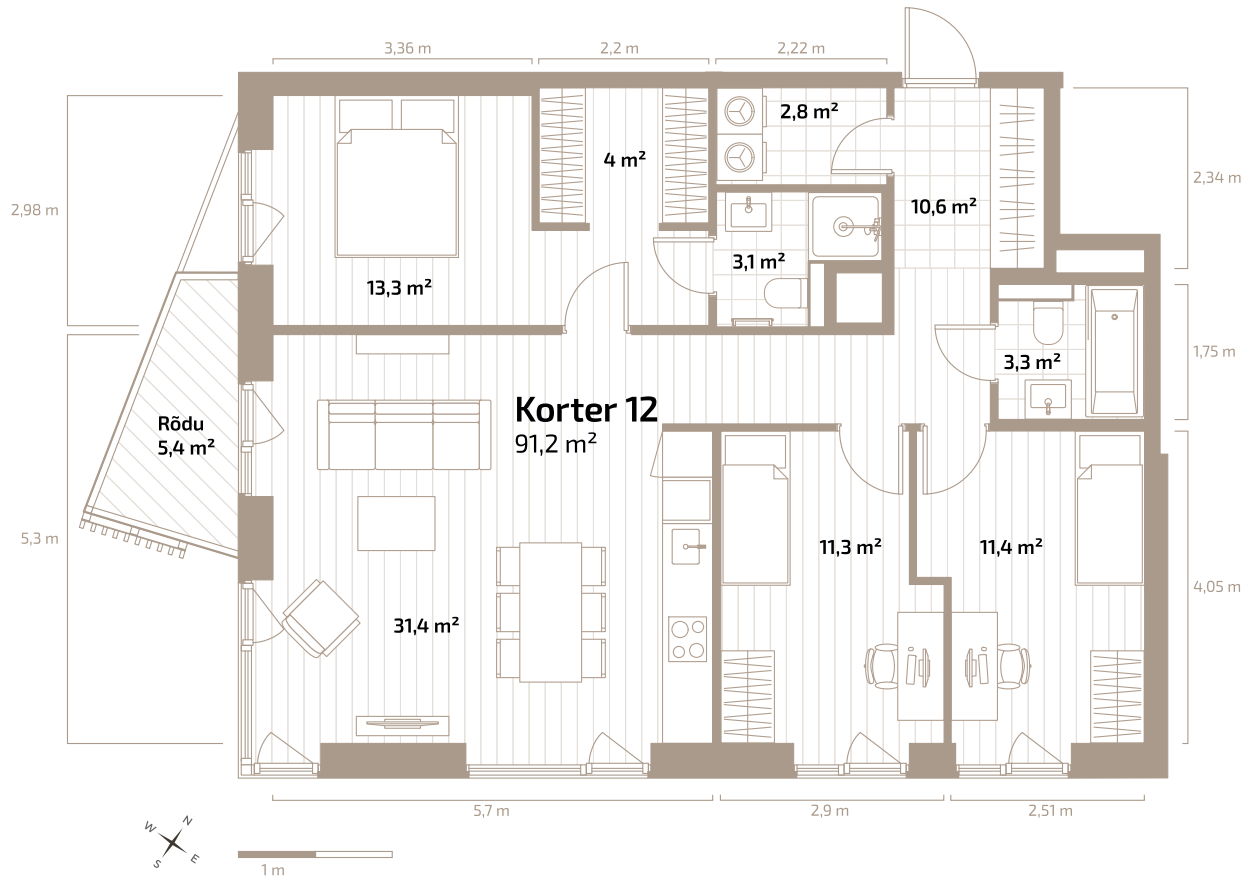 3,36 m
2,2 m
2,22 m
2,8 m²
4 m²
2,34 m
2,98 m
10,6 m²
3,1 m²
13,3 m²
1,75 m
3,3 m²
Korter 12
91,2 m²
Rõdu
5,4 m²
5,3 m
11,3 m²
11,4 m²
4,05 m
31,4 m²
5,7 m
2,9 m
2,51 m
N
W
E
S
1 m